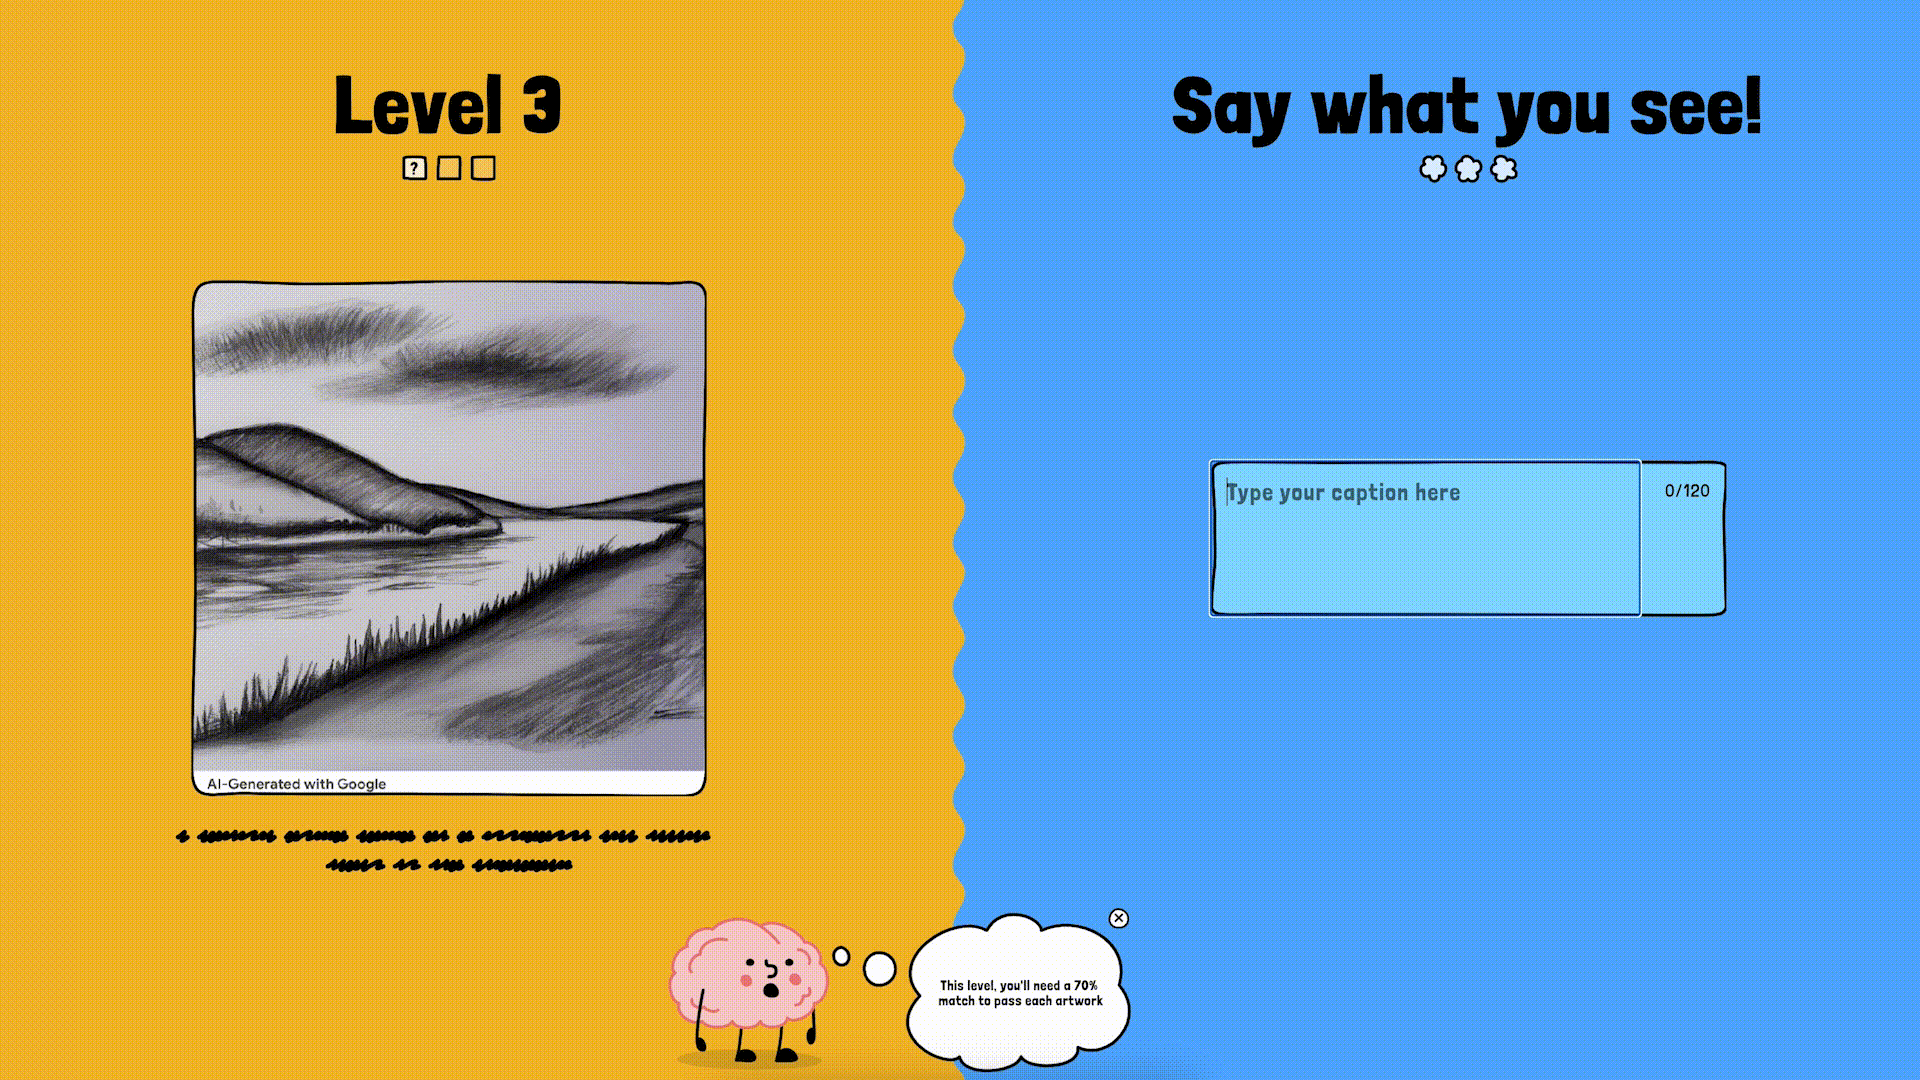 Level 3
?
AI-Generated with Google
Say what you see!
Type your caption here
0/120
This level, you'll need a 70%
match to pass each artwork